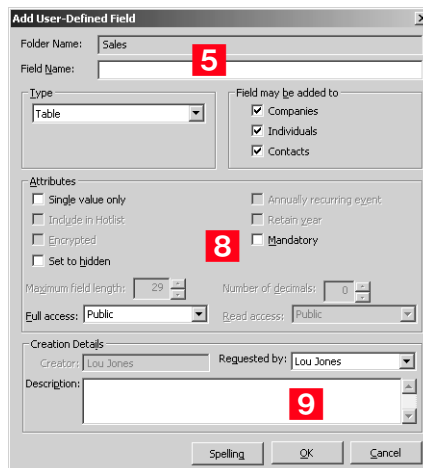 Add User-Defined Field
Folder Name: Sales
5
Field Name:
Type
Table
Field may be added to
Companies
Individuals
Contacts
Attributes
Single value only
Annually recurring event
Include in Hotlist
Retain year
Encrypted
8
Mandatory
Set to hidden
Maximum field length: 29
Number of decimals: 0
Full access: Public
Read access: Public
Creation Details
Creator: Lou Jones
Requested by: Lou Jones
Description:
9
Spelling
OK
Cancel